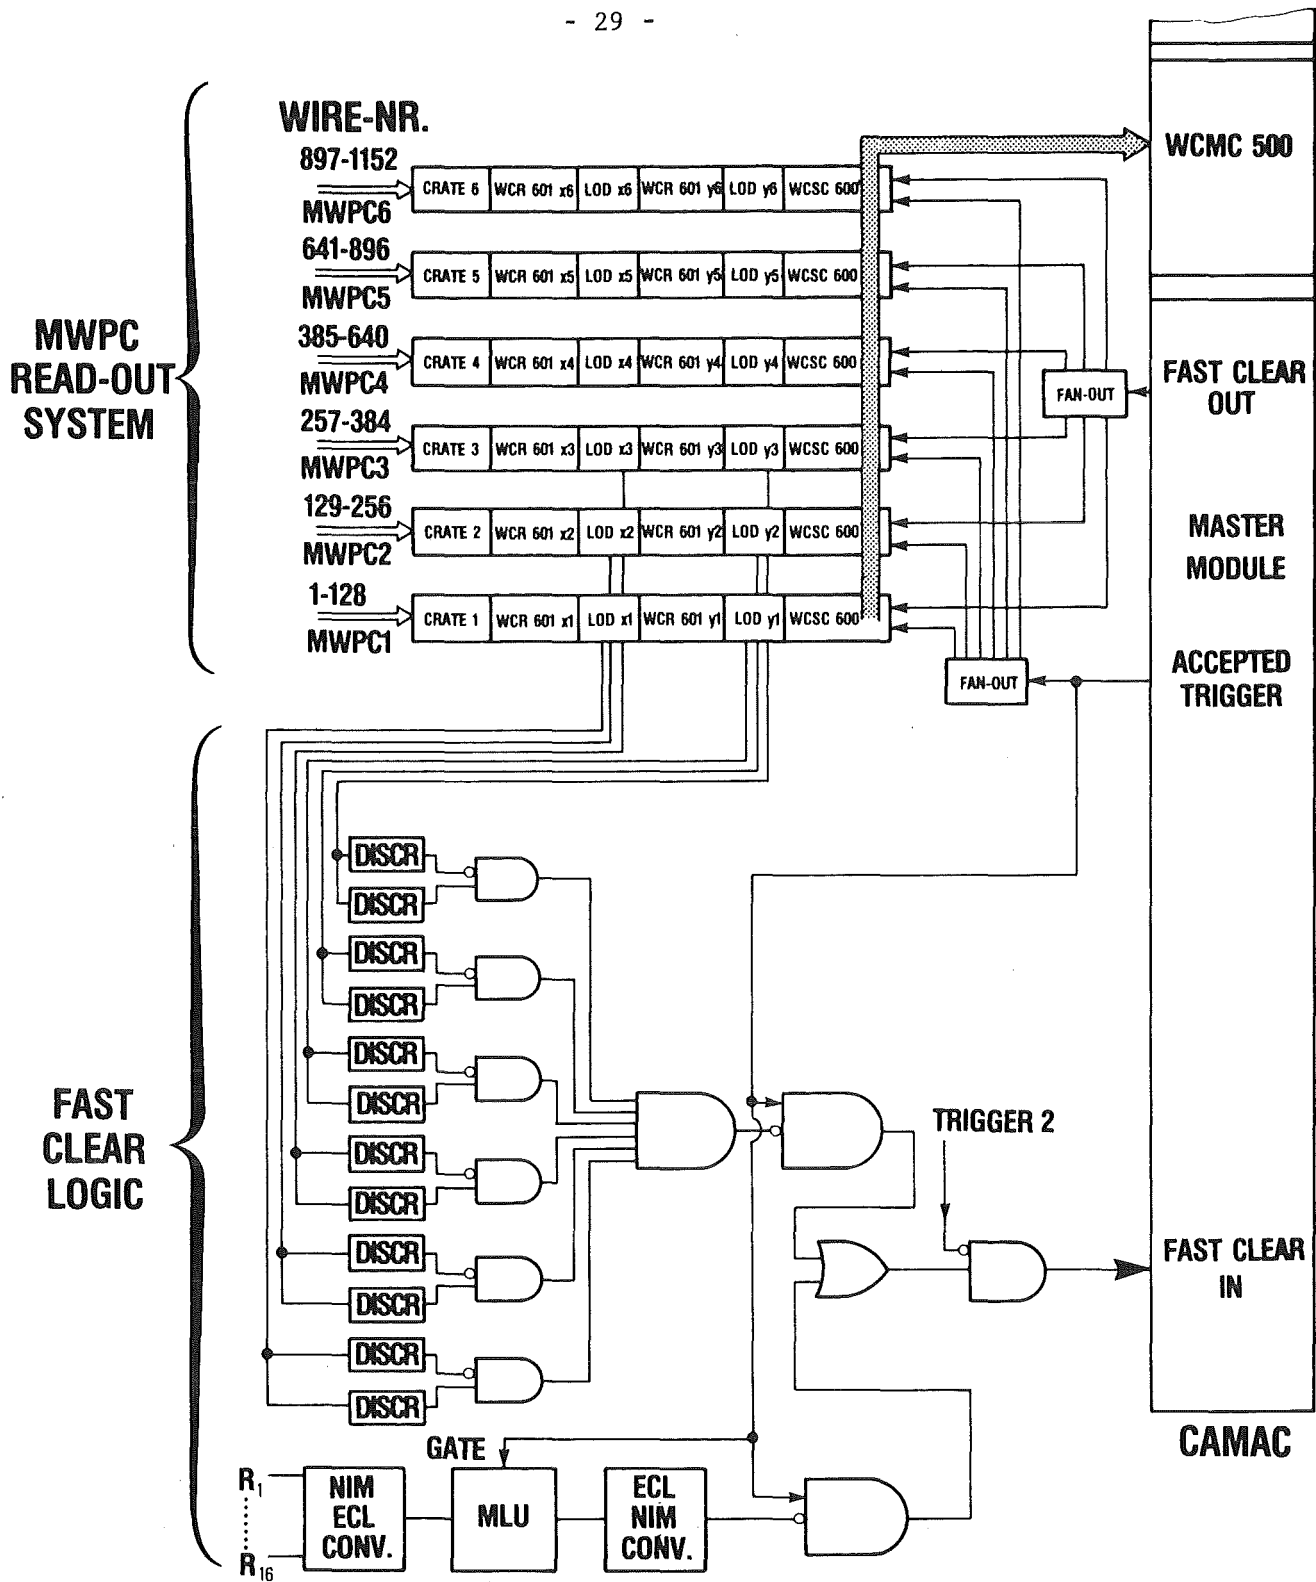 - 29 -
WIRE-NR.
897-1152
MWPC6
CRATE 6 WCR 601 x6 LOD x6 WCR 601 y6 LOD y6 WCSC 600
WCMC 500
641-896
MWPC5
CRATE 5 WCR 601 x5 LOD x5 WCR 601 y5 LOD y5 WCSC 600
385-640
MWPC4
CRATE 4 WCR 601 x4 LOD x4 WCR 601 y4 LOD y4 WCSC 600
257-384
MWPC3
CRATE 3 WCR 601 x3 LOD x3 WCR 601 y3 LOD y3 WCSC 600
129-256
MWPC2
CRATE 2 WCR 601 x2 LOD x2 WCR 601 y2 LOD y2 WCSC 600
1-128
MWPC1
CRATE 1 WCR 601 x1 LOD x1 WCR 601 y1 LOD y1 WCSC 600
MWPC
READ-OUT
SYSTEM
FAN-OUT
FAST CLEAR
OUT
MASTER
MODULE
FAN-OUT
ACCEPTED
TRIGGER
DISCR
DISCR
DISCR
DISCR
DISCR
DISCR
DISCR
DISCR
DISCR
DISCR
DISCR
DISCR
FAST
CLEAR
LOGIC
TRIGGER 2
FAST CLEAR
IN
CAMAC
GATE
R1
R16
NIM
ECL
CONV.
MLU
ECL
NIM
CONV.